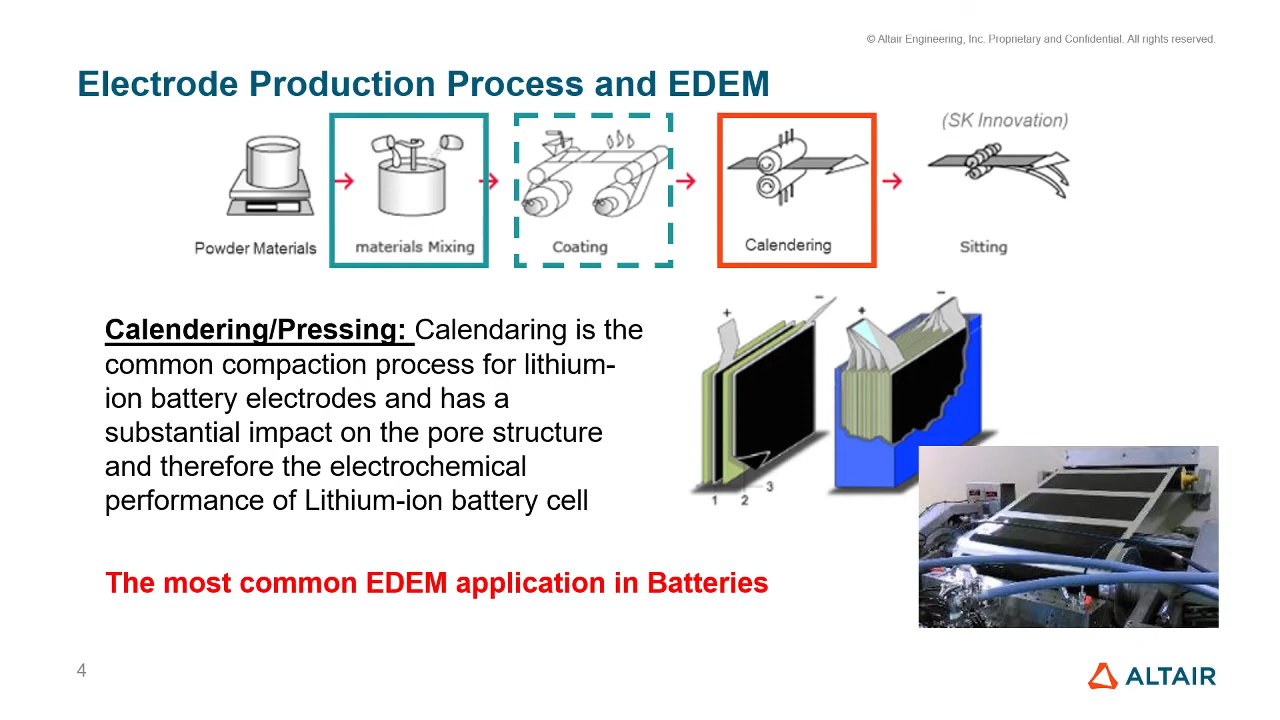 © Altair Engineering, Inc. Proprietary and Confidential. All rights reserved.
Electrode Production Process and EDEM
(SK Innovation)
Powder Materials
materials Mixing
Coating
Calendering
Sitting
Calendering/Pressing: Calendaring is the
common compaction process for lithium-
ion battery electrodes and has a
substantial impact on the pore structure
and therefore the electrochemical
performance of Lithium-ion battery cell
+
−
+
−
1
2
3
The most common EDEM application in Batteries
4
ALTAIR